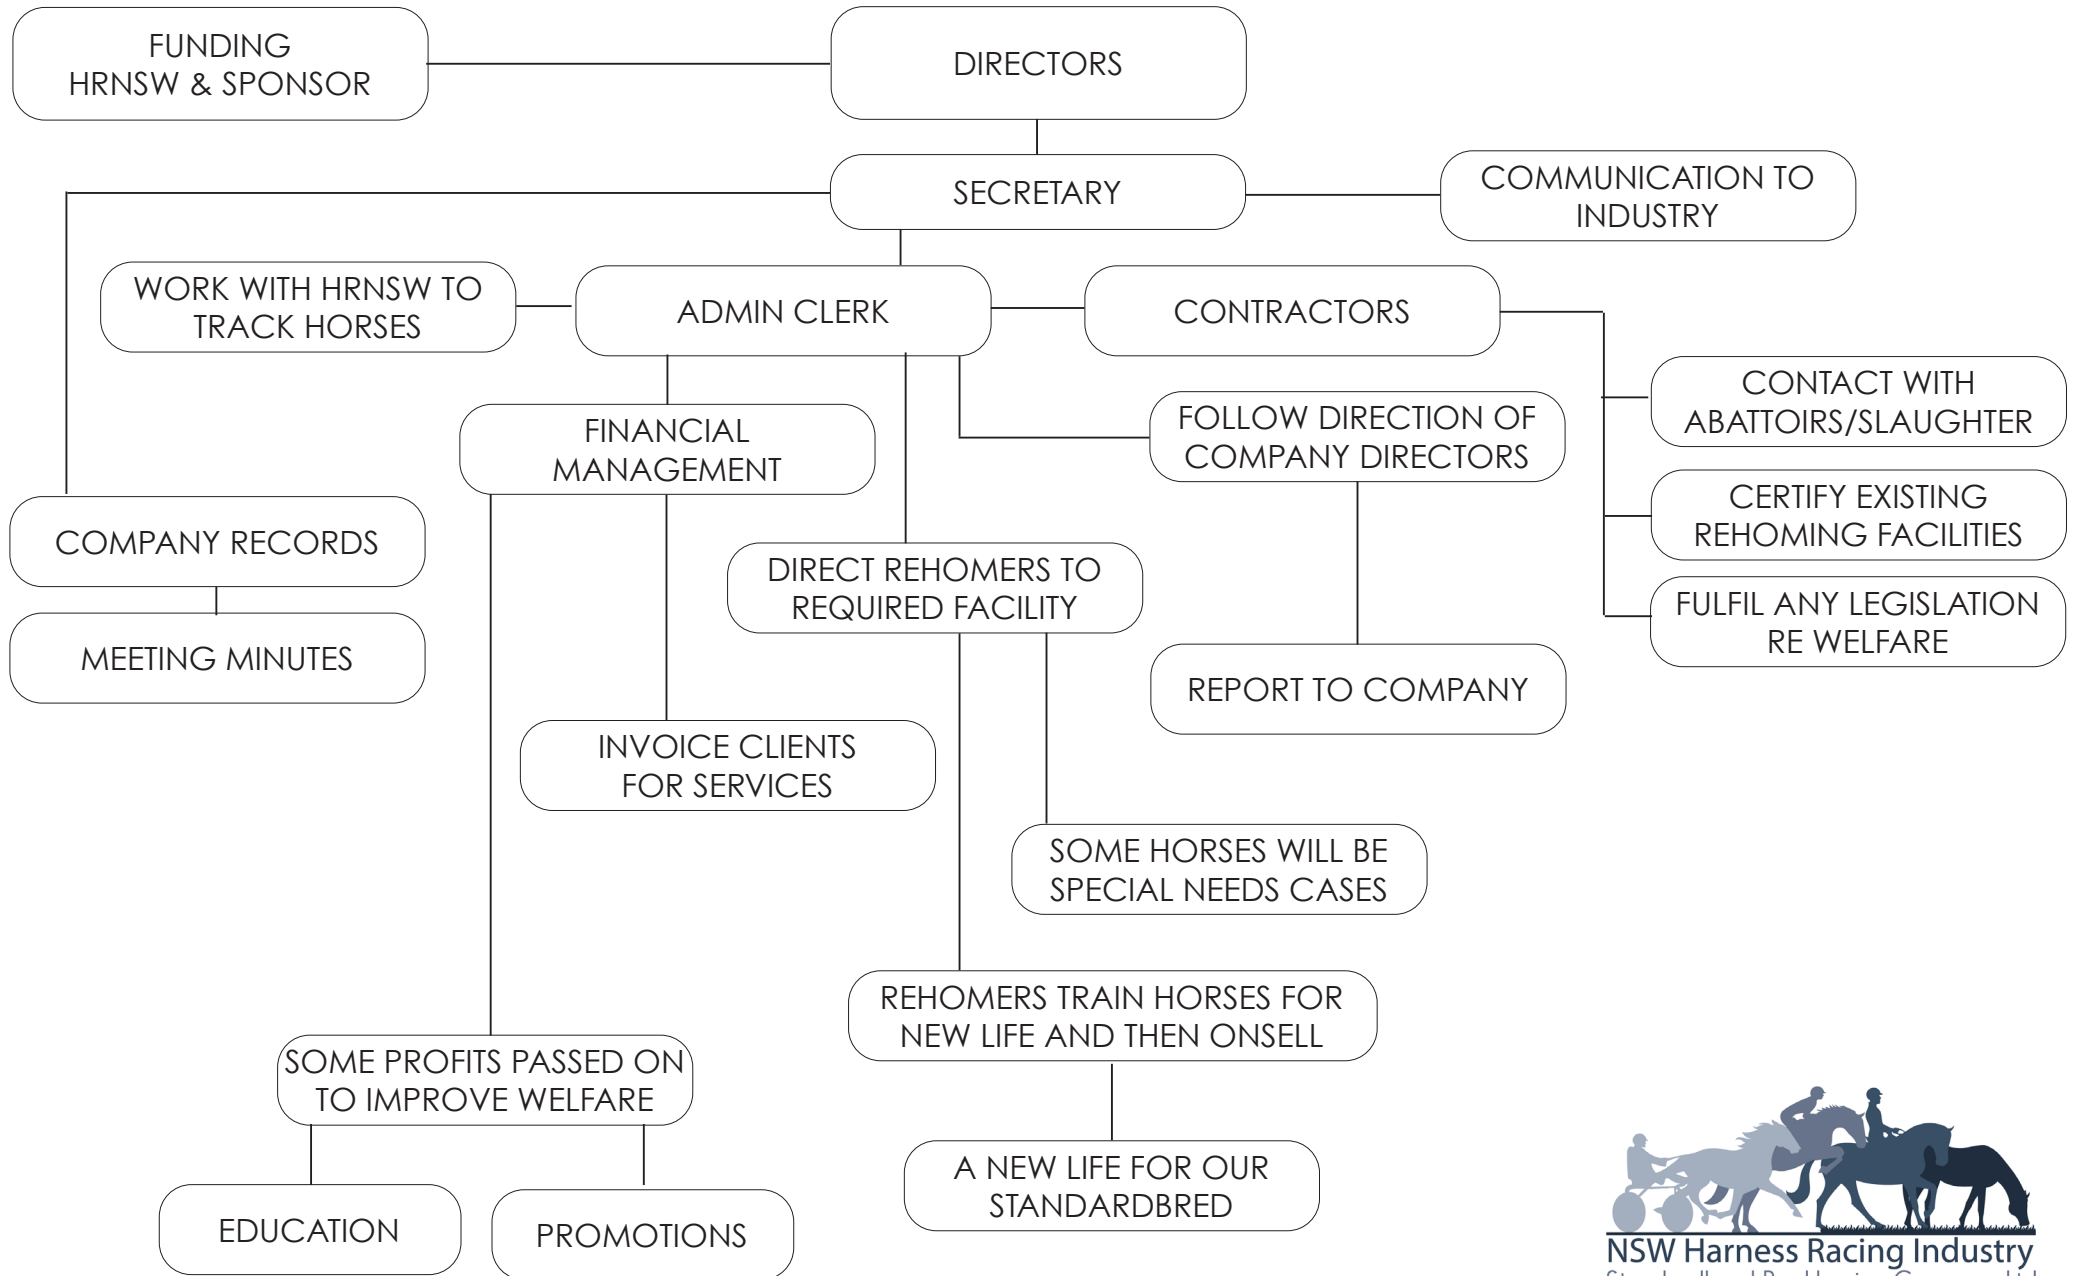 FUNDING
HRNSW & SPONSOR
DIRECTORS
SECRETARY
COMMUNICATION TO
INDUSTRY
WORK WITH HRNSW TO
TRACK HORSES
ADMIN CLERK
CONTRACTORS
CONTACT WITH
ABATTOIRS/SLAUGHTER
FINANCIAL
MANAGEMENT
FOLLOW DIRECTION OF
COMPANY DIRECTORS
CERTIFY EXISTING
REHOMING FACILITIES
COMPANY RECORDS
DIRECT REHOMERS TO
REQUIRED FACILITY
FULFIL ANY LEGISLATION
RE WELFARE
MEETING MINUTES
REPORT TO COMPANY
INVOICE CLIENTS
FOR SERVICES
SOME HORSES WILL BE
SPECIAL NEEDS CASES
REHOMERS TRAIN HORSES FOR
NEW LIFE AND THEN ONSELL
SOME PROFITS PASSED ON
TO IMPROVE WELFARE
A NEW LIFE FOR OUR
STANDARDBRED
EDUCATION
PROMOTIONS
NSW Harness Racing Industry